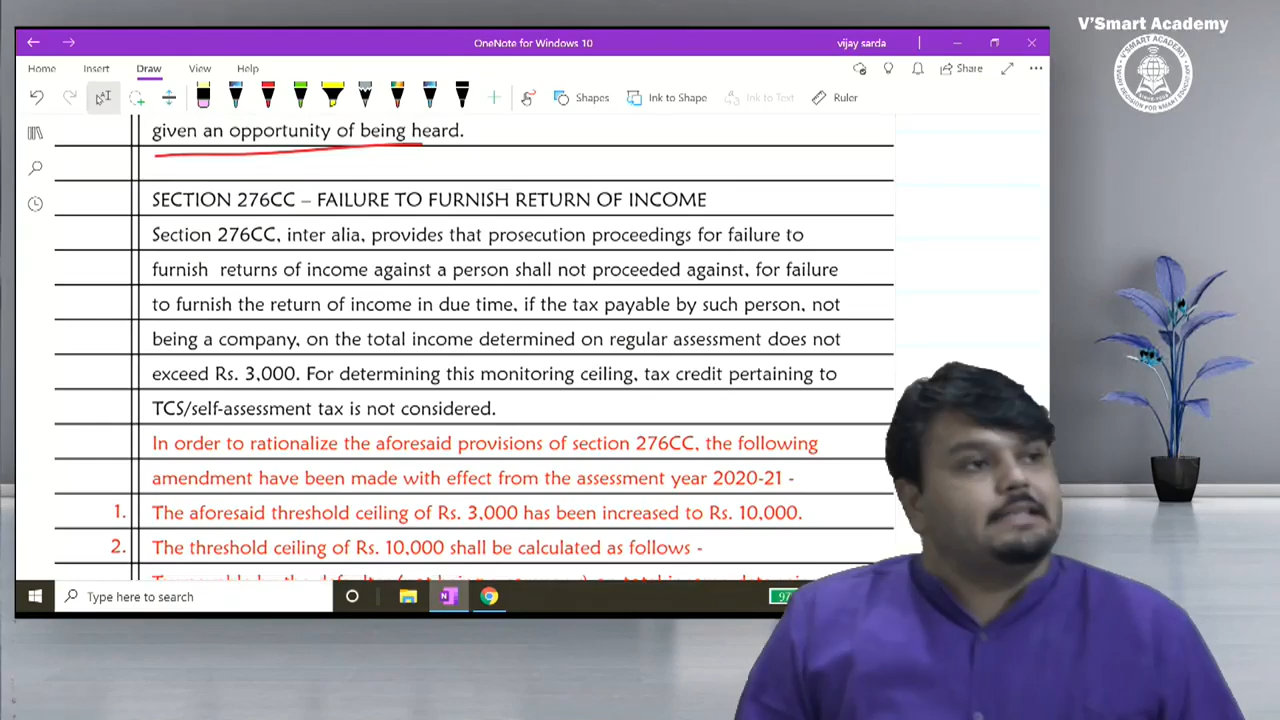 V'Smart Academy
OneNote for Windows 10
vijay sarda
Home Insert Draw View Help
Share
Shapes Ink to Shape Ink to Text Ruler
given an opportunity of being heard.
SECTION 276CC – FAILURE TO FURNISH RETURN OF INCOME
Section 276CC, inter alia, provides that prosecution proceedings for failure to
furnish returns of income against a person shall not proceeded against, for failure
to furnish the return of income in due time, if the tax payable by such person, not
being a company, on the total income determined on regular assessment does not
exceed Rs. 3,000. For determining this monitoring ceiling, tax credit pertaining to
TCS/self-assessment tax is not considered.
In order to rationalize the aforesaid provisions of section 276CC, the following
amendment have been made with effect from the assessment year 2020-21 -
1. The aforesaid threshold ceiling of Rs. 3,000 has been increased to Rs. 10,000.
2. The threshold ceiling of Rs. 10,000 shall be calculated as follows -
Type here to search
97